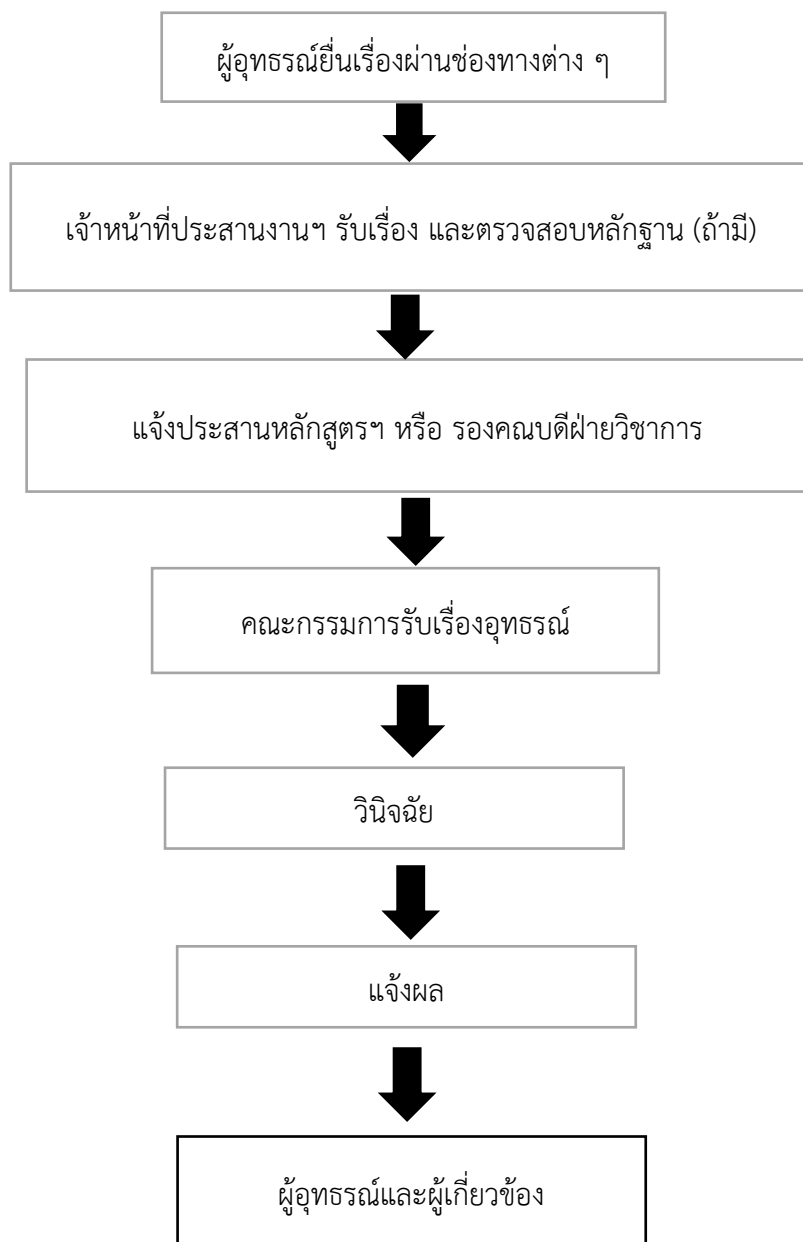 ผู้อุทธรณ์ยื่นเรื่องผ่านช่องทางต่าง ๆ
เจ้าหน้าที่ประสานงานฯ รับเรื่อง และตรวจสอบหลักฐาน (ถ้ามี)
แจ้งประสานหลักสูตรฯ หรือ รองคณบดีฝ่ายวิชาการ
คณะกรรมการรับเรื่องอุทธรณ์
วินิจฉัย
แจ้งผล
ผู้อุทธรณ์และผู้เกี่ยวข้อง